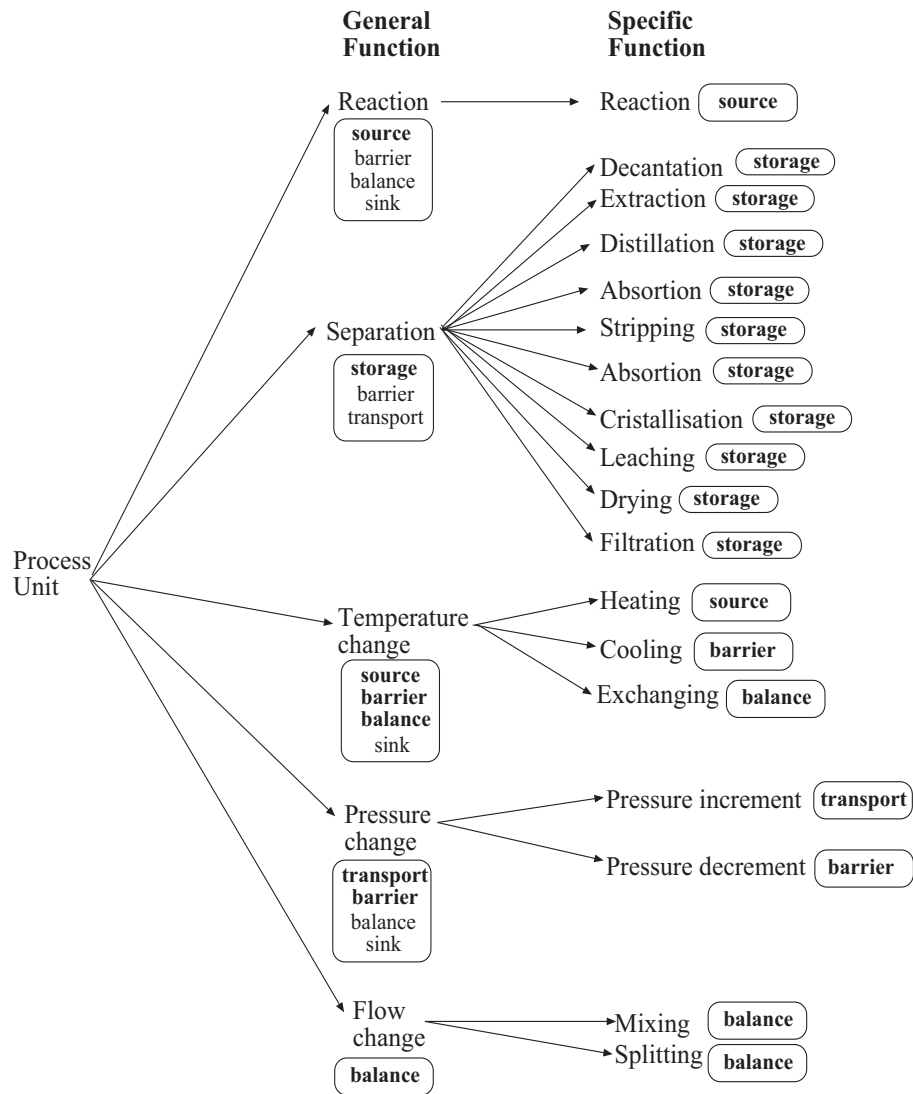 General
Function
Specific
Function
Reaction
source
barrier
balance
sink
Reaction source
Decantation storage
Extraction storage
Distillation storage
Absortion storage
Stripping storage
Absortion storage
Cristallisation storage
Leaching storage
Drying storage
Filtration storage
Separation
storage
barrier
transport
Process
Unit
Temperature
change
source
barrier
balance
sink
Heating source
Cooling barrier
Exchanging balance
Pressure
change
transport
barrier
balance
sink
Pressure increment transport
Pressure decrement barrier
Flow
change
balance
Mixing balance
Splitting balance